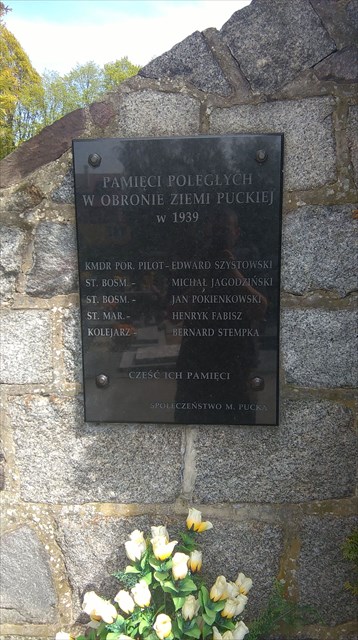 PAMIĘCI POLEGŁYCH
W OBRONIE ZIEMI PUCKIEJ
w 1939
KMDR POR. PILOT – EDWARD SZYSTOWSKI
ST. BOSM. – MICHAŁ JAGODZIŃSKI
ST. BOSM. – JAN POKIENKOWSKI
ST. MAR. – HENRYK FABISZ
KOLEJARZ – BERNARD STEMPKA
CZEŚĆ ICH PAMIĘCI
SPOŁECZEŃSTWO M. PUCKA